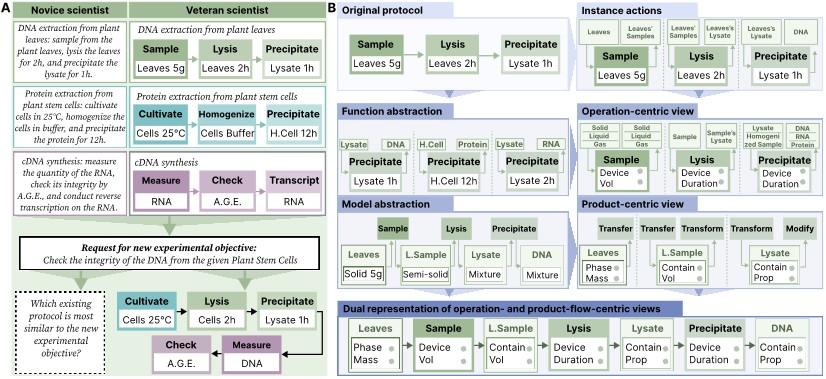 A
Novice scientist
Veteran scientist
DNA extraction from plant
leaves: sample from the
plant leaves, lysis the leaves
for 2h, and precipitate the
lysate for 1h.
DNA extraction from plant leaves
Sample
Lysis
Precipitate
Leaves 5g
Leaves 2h
Lysate 1h
Protein extraction from
plant stem cells: cultivate
cells in 25°C, homogenize the
cells in buffer, and precipitate
the protein for 12h.
Protein extraction from plant stem cells
Cultivate
Homogenize
Precipitate
Cells 25°C
Cells Buffer
H.Cell 12h
cDNA synthesis: measure
the quantity of the RNA,
check its integrity by
A.G.E., and conduct reverse
transcription on the RNA.
cDNA synthesis
Measure
Check
Transcript
RNA
A.G.E.
RNA
Request for new experimental objective:
Check the integrity of the DNA from the given Plant Stem Cells
Which existing
protocol is most
similar to the new
experimental
objective?
Cultivate
Lysis
Precipitate
Cells 25°C
Cells 2h
Lysate 1h
Check
Measure
A.G.E.
DNA
B
Original protocol
Sample
Lysis
Precipitate
Leaves 5g
Leaves 2h
Lysate 1h
Instance actions
Leaves
Leaves'
Samples
Leaves'
Samples
Leaves's
Lysate
Leaves's
Lysate
DNA
Sample
Lysis
Precipitate
Leaves 5g
Leaves 2h
Lysate 1h
Function abstraction
Lysate
DNA
H.Cell
Protein
Lysate
RNA
Precipitate
Precipitate
Precipitate
Lysate 1h
H.Cell 12h
Lysate 2h
Operation-centric view
Solid
Liquid
Gas
Solid
Liquid
Gas
Sample
Sample's
Lysate
Lysate
Homogeni
zed Sample
DNA
RNA
Protein
Sample
Lysis
Precipitate
Device
Vol
Device
Duration
Device
Duration
Model abstraction
Sample
Lysis
Precipitate
Leaves
L.Sample
Lysate
DNA
Solid 5g
Semi-solid
Mixture
Mixture
Product-centric view
Transfer
Transfer
Transform
Transform
Modify
Leaves
L.Sample
Lysate
Phase
Mass
Contain
Vol
Contain
Prop
Dual representation of operation- and product-flow-centric views
Leaves
Sample
L.Sample
Lysis
Lysate
Precipitate
DNA
Phase
Mass
Device
Vol
Contain
Vol
Device
Duration
Contain
Prop
Device
Duration
Contain
Prop